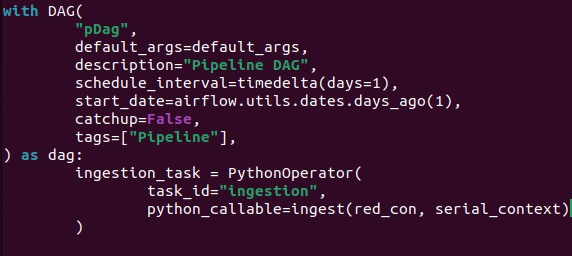 with DAG(
        "pDag",
        default_args=default_args,
        description="Pipeline DAG",
        schedule_interval=timedelta(days=1),
        start_date=airflow.utils.dates.days_ago(1),
        catchup=False,
        tags=["Pipeline"],
) as dag:
        ingestion_task = PythonOperator(
                task_id="ingestion",
                python_callable=ingest(red_con, serial_context)
        )